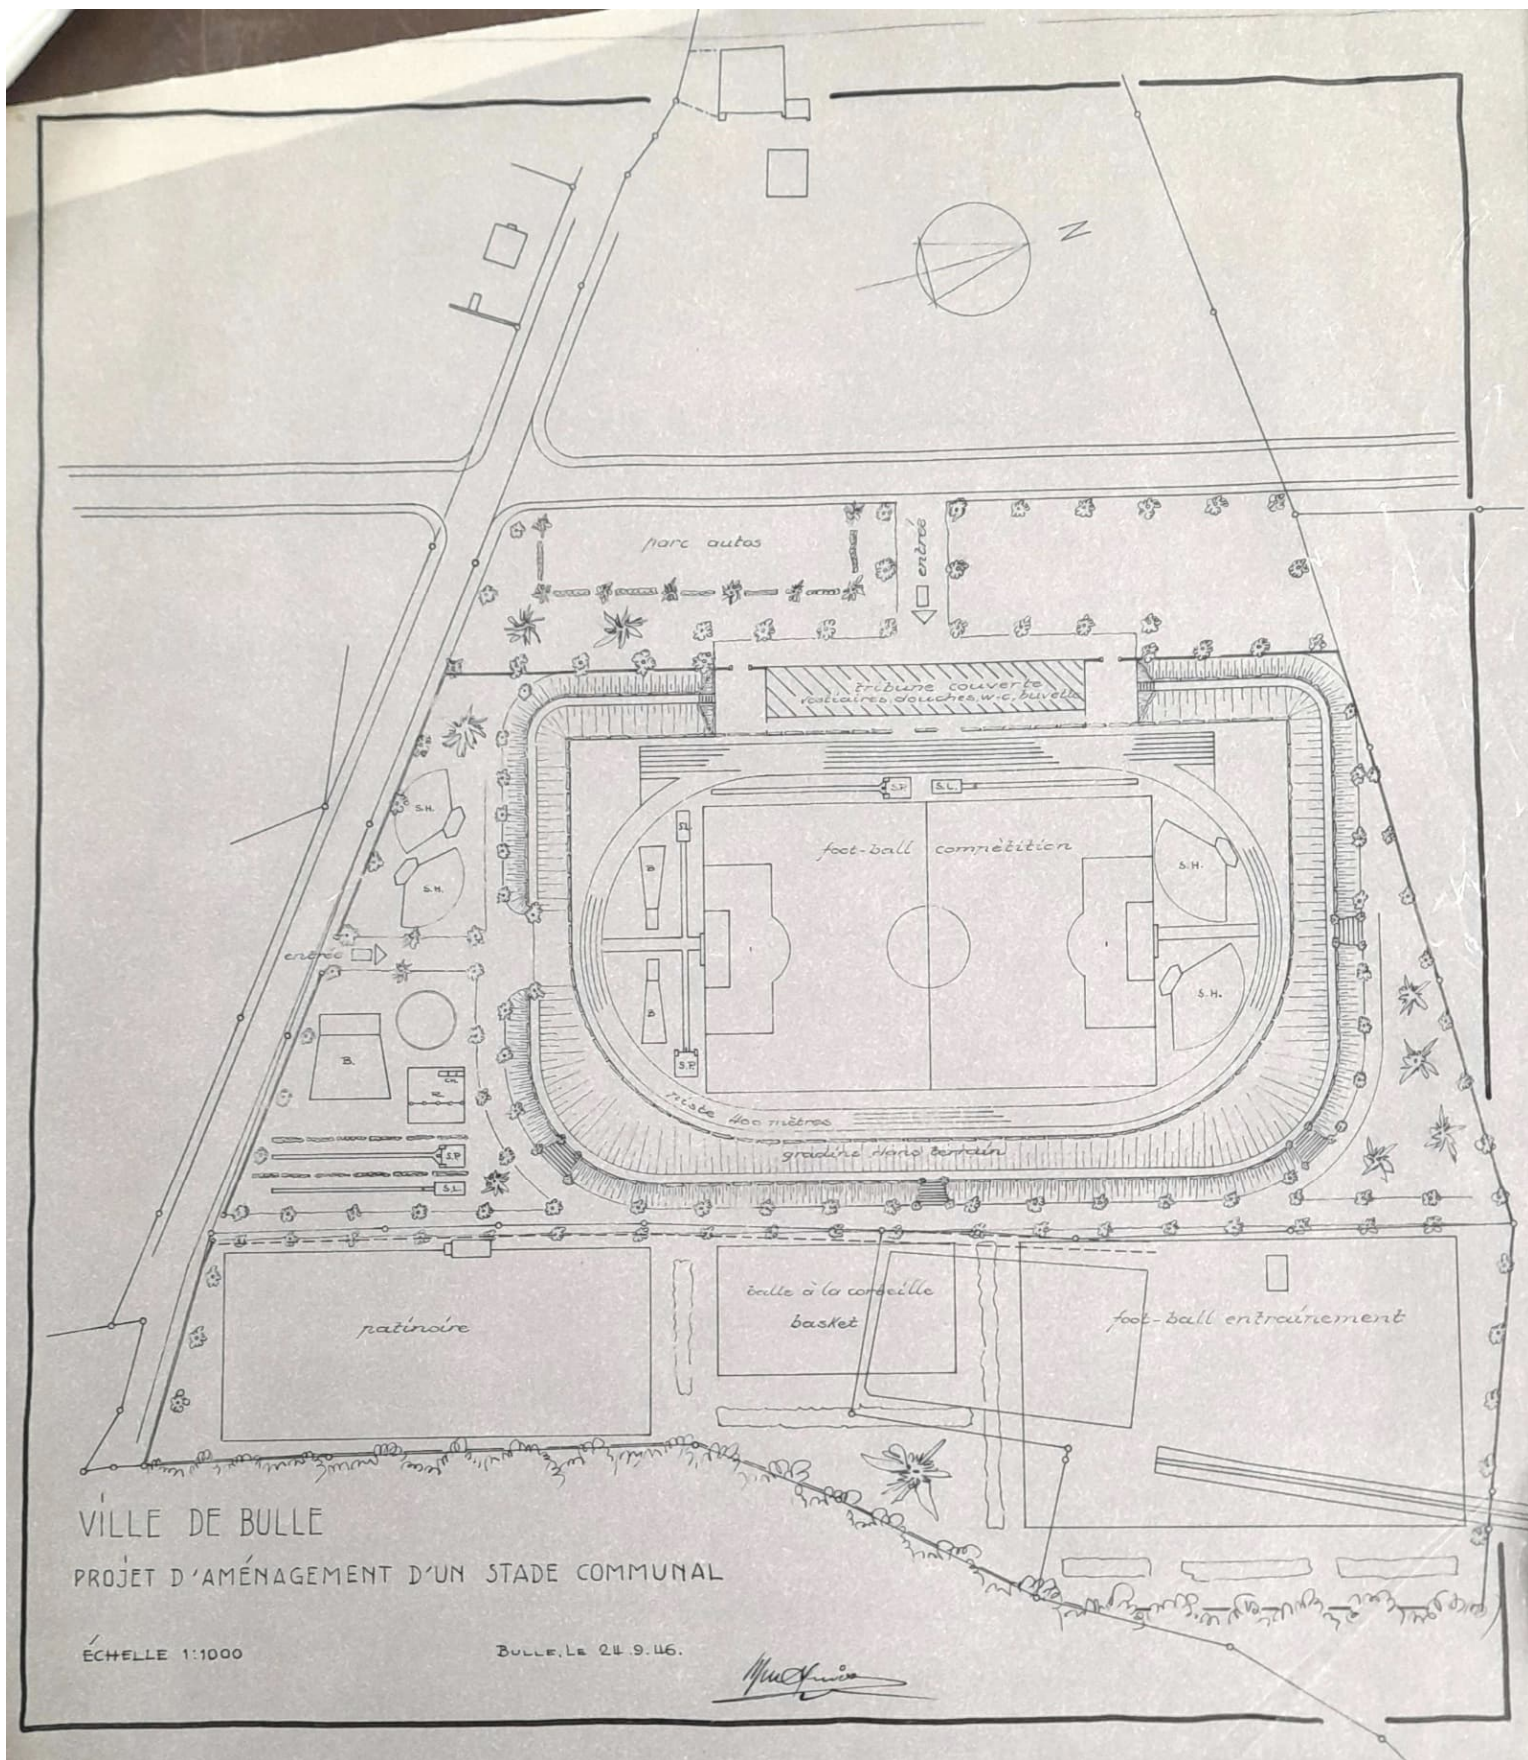 N
parc autos
entrée
tribune couverte
vestiaires douches, w-c, buvette
S.H.
S.P.
S.L.
foot-ball compétition
S.H.
S.H.
B
B
I
I
S.H.
entrée
S.P.
B.
piste 400 mètres
gradins dans terrain
S.P.
S.L.
patinoire
balle à la corbeille
basket
foot-ball entraînement
VILLE DE BULLE
PROJET D'AMÉNAGEMENT D'UN STADE COMMUNAL
ÉCHELLE 1:1000
BULLE, LE 24.9.46.